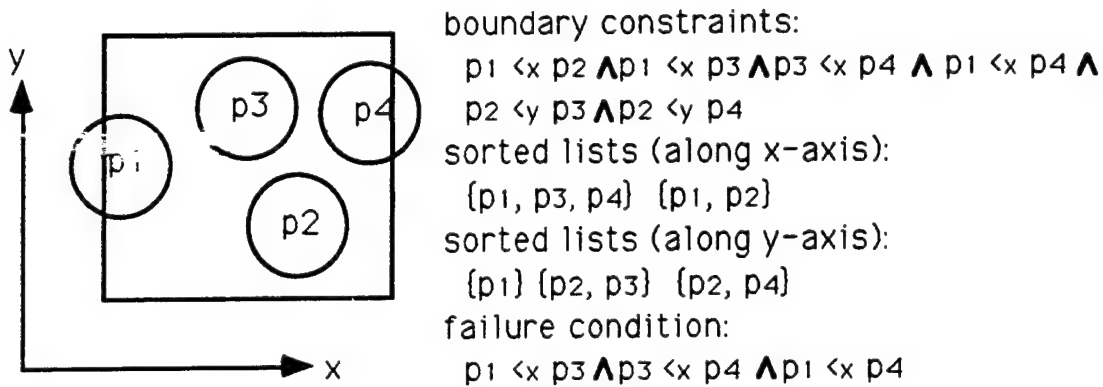 boundary constraints:
p1 <x p2 ∧p1 <x p3 ∧p3 <x p4 ∧ p1 <x p4 ∧
p2 <y p3 ∧p2 <y p4
sorted lists (along x-axis):
{p1, p3, p4} {p1, p2}
sorted lists (along y-axis):
{p1} {p2, p3} {p2, p4}
failure condition:
p1 <x p3 ∧p3 <x p4 ∧p1 <x p4
y
p3
p4
p1
p2
x